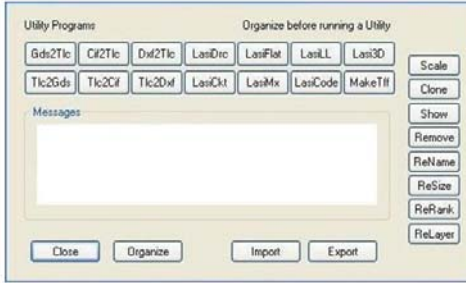 Utility Programs Organize before running a Utility
Gds2Tlc Cif2Tlc Dxf2Tlc LasiDrc LasiFlat LasiLL Lasi3D
Tlc2Gds Tlc2Cif Tlc2Dxf LasiCkt LasiMx LasiCode MakeTff
Scale
Clone
Show
Remove
ReName
ReSize
ReRank
ReLayer
Messages
Close Organize Import Export